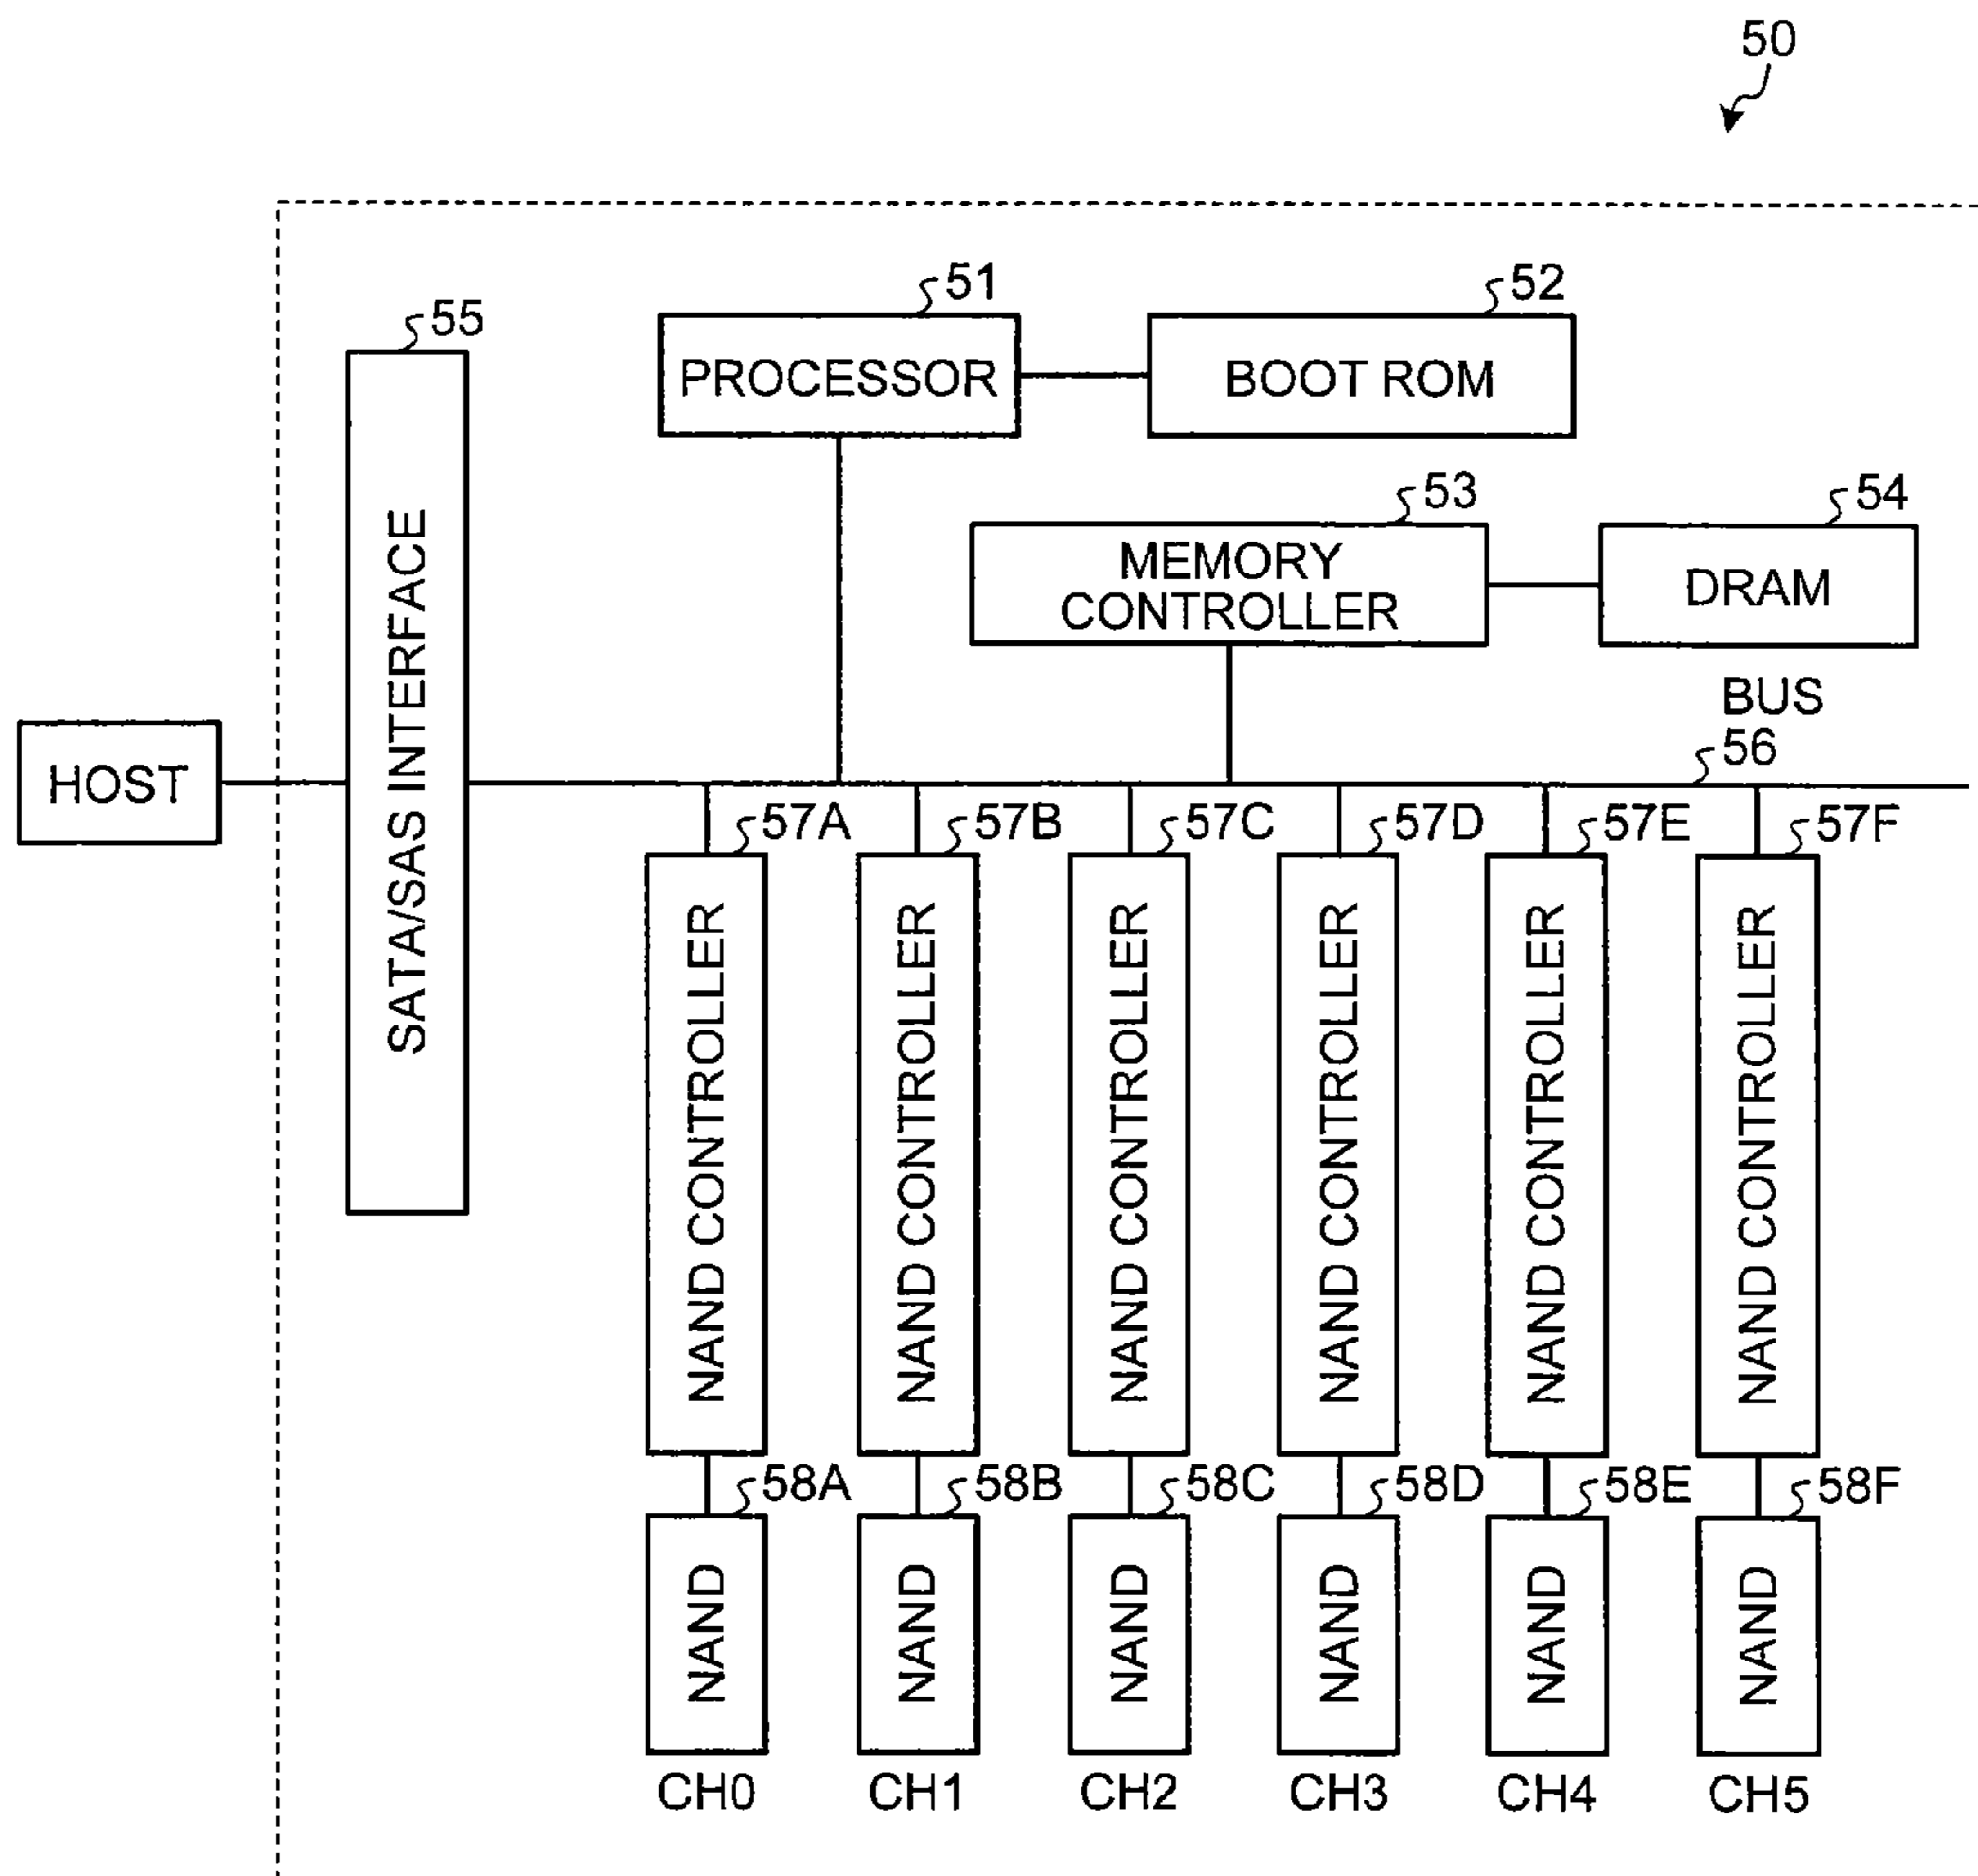 50
51
52
55
PROCESSOR
BOOT ROM
53
54
MEMORY
CONTROLLER
DRAM
SATA/SAS INTERFACE
BUS
56
HOST
57A
57B
57C
57D
57E
57F
NAND CONTROLLER
NAND CONTROLLER
NAND CONTROLLER
NAND CONTROLLER
NAND CONTROLLER
NAND CONTROLLER
58A
58B
58C
58D
58E
58F
NAND
NAND
NAND
NAND
NAND
NAND
CH0
CH1
CH2
CH3
CH4
CH5